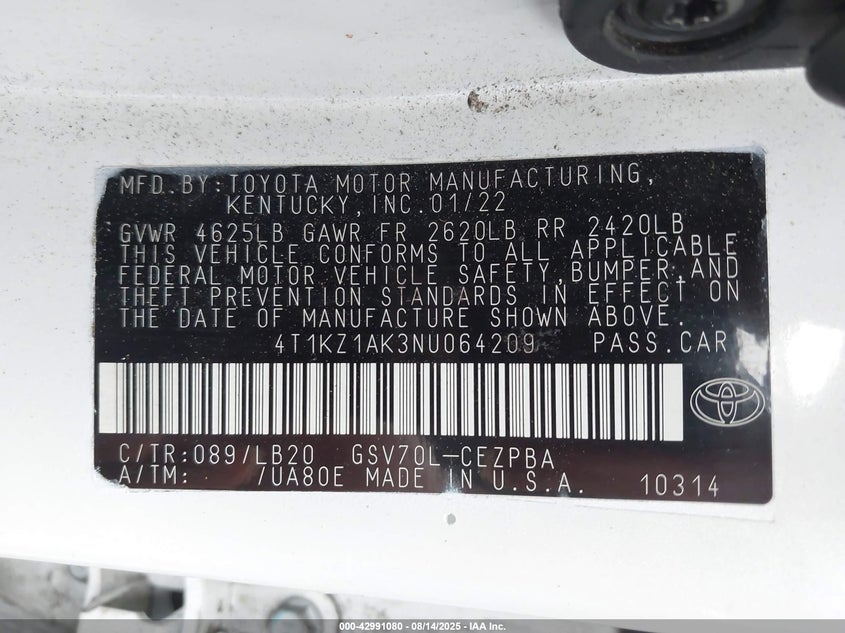 MFD.BY:TOYOTA MOTOR MANUFACTURING,
KENTUCKY,INC.01/22
GVWR 4625LB GAWR FR 2620LB RR 2420LB
THIS VEHICLE CONFORMS TO ALL APPLICABLE
FEDERAL MOTOR VEHICLE SAFETY,BUMPER,AND
THEFT PREVENTION STANDARDS IN EFFECT ON
THE DATE OF MANUFACTURE SHOWN ABOVE.
4T1KZ1AK3NU064209 PASS.CAR
C/TR:089/LB20 GSV70L-CEZPBA
A/TM: /UA80E MADE IN U.S.A. 10314
000-42991080 - 08/14/2025 - IAA Inc.